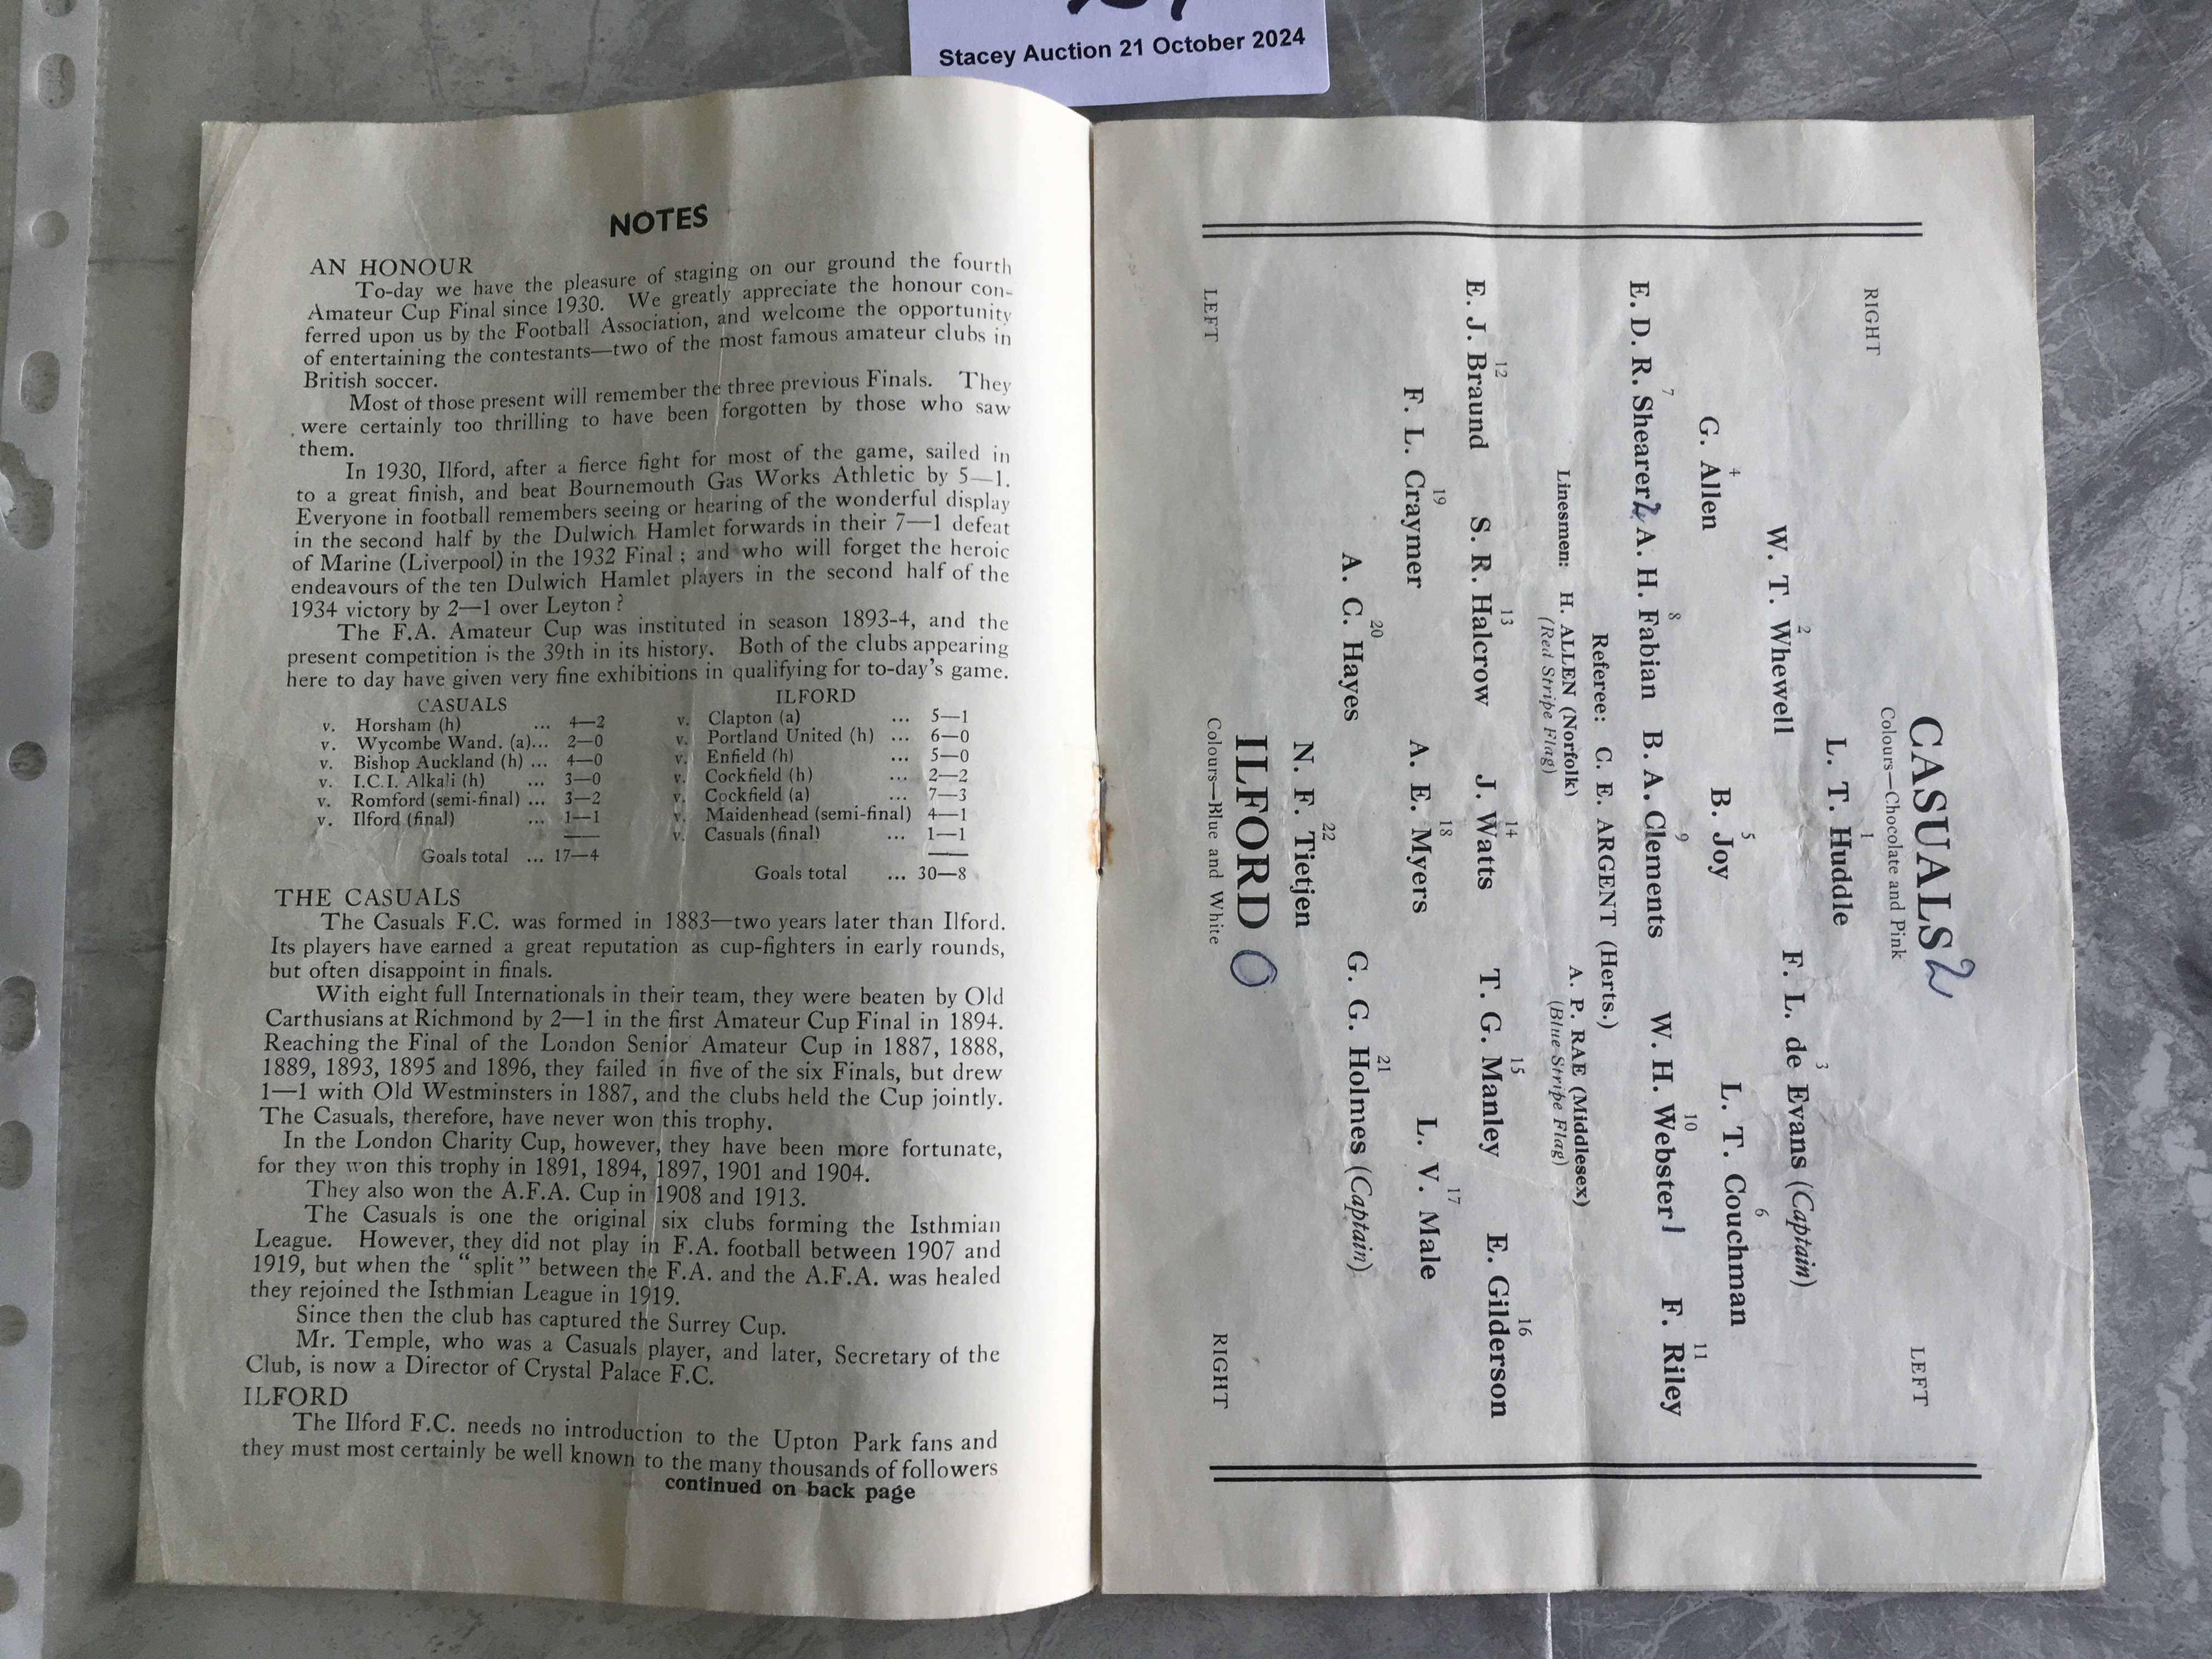 Stacey Auction 21 October 2024
NOTES
AN HONOUR
To-day we have the pleasure of staging on our ground the fourth
Amateur Cup Final since 1930. We greatly appreciate the honour con-
ferred upon us by the Football Association, and welcome the opportunity
of entertaining the contestants—two of the most famous amateur clubs in
British soccer.
Most of those present will remember the three previous Finals. They
were certainly too thrilling to have been forgotten by those who saw
them.
In 1930, Ilford, after a fierce fight for most of the game, sailed in
to a great finish, and beat Bournemouth Gas Works Athletic by 5—1.
Everyone in football remembers seeing or hearing of the wonderful display
in the second half by the Dulwich Hamlet forwards in their 7—1 defeat
of Marine (Liverpool) in the 1932 Final ; and who will forget the heroic
endeavours of the ten Dulwich Hamlet players in the second half of the
1934 victory by 2—1 over Leyton ?
The F.A. Amateur Cup was instituted in season 1893-4, and the
present competition is the 39th in its history. Both of the clubs appearing
here to day have given very fine exhibitions in qualifying for to-day's game.
CASUALS
v. Horsham (h) ... 4—2
v. Wycombe Wand. (a)... 2—0
v. Bishop Auckland (h) ... 4—0
v. I.C.I. Alkali (h) ... 3—0
v. Romford (semi-final) ... 3—2
v. Ilford (final) ... 1—1
Goals total ... 17—4
ILFORD
v. Clapton (a) ... 5—1
v. Portland United (h) ... 6—0
v. Enfield (h) ... 5—0
v. Cockfield (h) ... 2—2
v. Cockfield (a) ... 7—3
v. Maidenhead (semi-final) 4—1
v. Casuals (final) ... 1—1
Goals total ... 30—8
THE CASUALS
The Casuals F.C. was formed in 1883—two years later than Ilford.
Its players have earned a great reputation as cup-fighters in early rounds,
but often disappoint in finals.
With eight full Internationals in their team, they were beaten by Old
Carthusians at Richmond by 2—1 in the first Amateur Cup Final in 1894.
Reaching the Final of the London Senior Amateur Cup in 1887, 1888,
1889, 1893, 1895 and 1896, they failed in five of the six Finals, but drew
1—1 with Old Westminsters in 1887, and the clubs held the Cup jointly.
The Casuals, therefore, have never won this trophy.
In the London Charity Cup, however, they have been more fortunate,
for they won this trophy in 1891, 1894, 1897, 1901 and 1904.
They also won the A.F.A. Cup in 1908 and 1913.
The Casuals is one the original six clubs forming the Isthmian
League. However, they did not play in F.A. football between 1907 and
1919, but when the "split" between the F.A. and the A.F.A. was healed
they rejoined the Isthmian League in 1919.
Since then the club has captured the Surrey Cup.
Mr. Temple, who was a Casuals player, and later, Secretary of the
Club, is now a Director of Crystal Palace F.C.
ILFORD
The Ilford F.C. needs no introduction to the Upton Park fans and
they must most certainly be well known to the many thousands of followers
continued on back page
CASUALS 2
Colours—Chocolate and Pink
RIGHT LEFT
1
L. T. Huddle
2 3
W. T. Whewell F. L. de Evans (Captain)
4 5 6
G. Allen B. Joy L. T. Couchman
7 8 9 10 11
E. D. R. Shearer 2 A. H. Fabian B. A. Clements W. H. Webster 1 F. Riley
Referee: C. E. ARGENT (Herts.)
Linesmen: H. ALLEN (Norfolk) A. P. RAE (Middlesex)
(Red Stripe Flag) (Blue Stripe Flag)
12 13 14 15 16
E. J. Braund S. R. Halcrow J. Watts T. G. Manley E. Gilderson
19 18 17
F. L. Craymer A. E. Myers L. V. Male
20 21
A. C. Hayes G. G. Holmes (Captain)
22
N. F. Tietjen
ILFORD 0
Colours—Blue and White
LEFT RIGHT